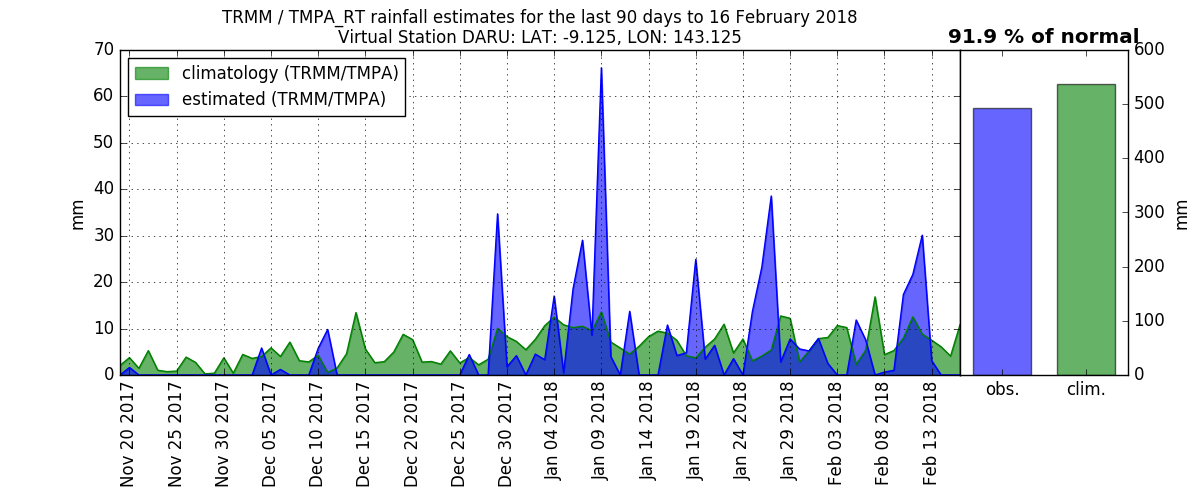 TRMM / TMPA_RT rainfall estimates for the last 90 days to 16 February 2018
Virtual Station DARU: LAT: -9.125, LON: 143.125
91.9 % of normal
climatology (TRMM/TMPA)
estimated (TRMM/TMPA)
70
60
50
40
30
20
10
0
mm
600
500
400
300
200
100
0
mm
Nov 20 2017
Nov 25 2017
Nov 30 2017
Dec 05 2017
Dec 10 2017
Dec 15 2017
Dec 20 2017
Dec 25 2017
Dec 30 2017
Jan 04 2018
Jan 09 2018
Jan 14 2018
Jan 19 2018
Jan 24 2018
Jan 29 2018
Feb 03 2018
Feb 08 2018
Feb 13 2018
obs.
clim.